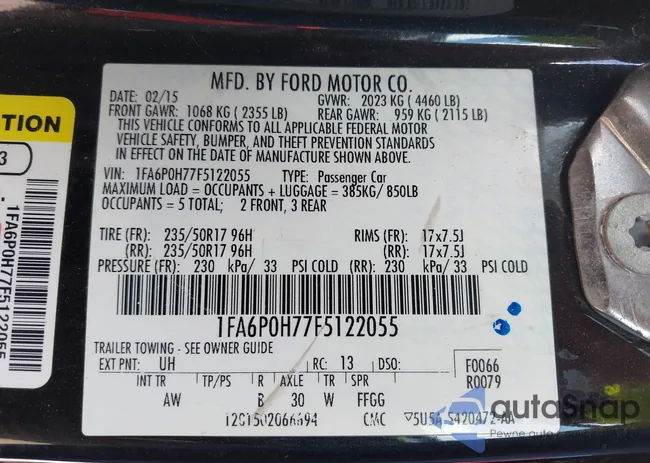 MFD. BY FORD MOTOR CO.
DATE: 02/15 GVWR: 2023 KG ( 4460 LB)
FRONT GAWR: 1068 KG ( 2355 LB) REAR GAWR: 959 KG ( 2115 LB)
THIS VEHICLE CONFORMS TO ALL APPLICABLE FEDERAL MOTOR
VEHICLE SAFETY, BUMPER, AND THEFT PREVENTION STANDARDS
IN EFFECT ON THE DATE OF MANUFACTURE SHOWN ABOVE.
VIN: 1FA6P0H77F5122055 TYPE: Passenger Car
MAXIMUM LOAD = OCCUPANTS + LUGGAGE = 385KG/ 850LB
OCCUPANTS = 5 TOTAL; 2 FRONT, 3 REAR
TIRE (FR): 235/50R17 96H RIMS (FR): 17x7.5J
(RR): 235/50R17 96H (RR): 17x7.5J
PRESSURE (FR): 230 kPa/ 33 PSI COLD (RR): 230 kPa/ 33 PSI COLD
1FA6P0H77F5122055
TRAILER TOWING - SEE OWNER GUIDE
EXT PNT: UH RC: 13 DSO: F0066
R0079
INT TR TP/PS R AXLE TR SPR
AW B 30 W FFGG
CMC
TION
3
1FA6P0H77F5122055
autoSnap